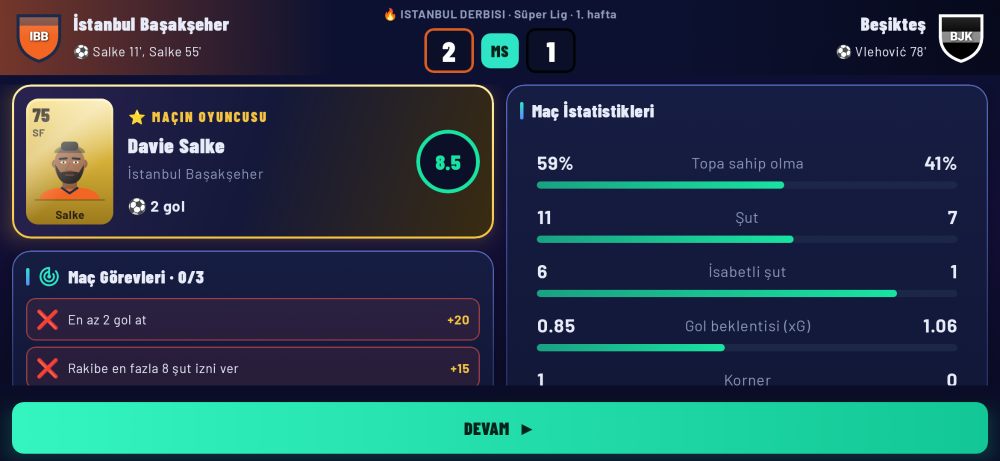 🔥 ISTANBUL DERBISI · Süper Lig · 1. hafta
IBB
İstanbul Başakşeher
⚽ Salke 11', Salke 55'
2
MS
1
Beşikteş
⚽ Vlehović 78'
BJK
75
SF
Salke
⭐ MAÇIN OYUNCUSU
Davie Salke
İstanbul Başakşeher
⚽ 2 gol
8.5
Maç Görevleri · 0/3
❌ En az 2 gol at +20
❌ Rakibe en fazla 8 şut izni ver +15
Maç İstatistikleri
59% Topa sahip olma 41%
11 Şut 7
6 İsabetli şut 1
0.85 Gol beklentisi (xG) 1.06
1 Korner 0
DEVAM ►